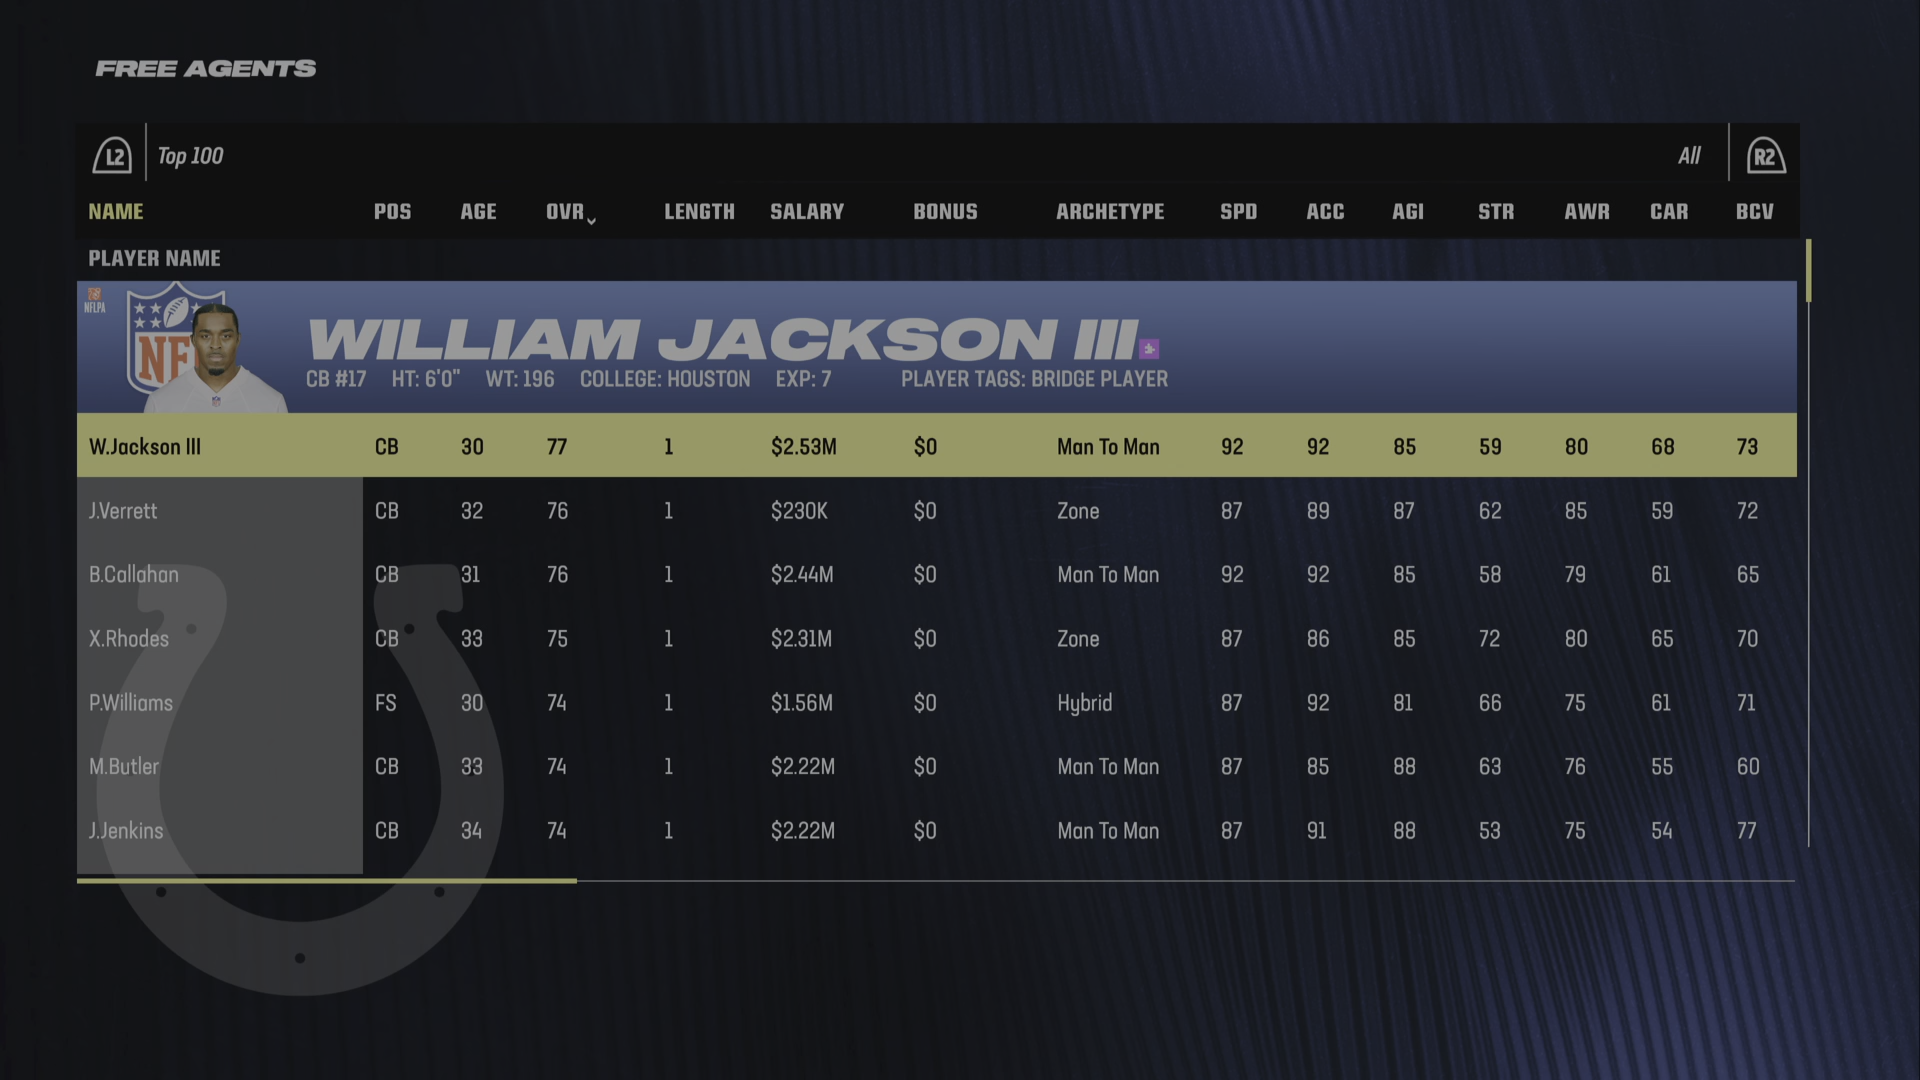 FREE AGENTS
L2 Top 100 All R2
NAME POS AGE OVR LENGTH SALARY BONUS ARCHETYPE SPD ACC AGI STR AWR CAR BCV
PLAYER NAME
NFLPA
NFL
WILLIAM JACKSON III
CB #17 HT: 6'0" WT: 196 COLLEGE: HOUSTON EXP: 7 PLAYER TAGS: BRIDGE PLAYER
W.Jackson III CB 30 77 1 $2.53M $0 Man To Man 92 92 85 59 80 68 73
J.Verrett CB 32 76 1 $230K $0 Zone 87 89 87 62 85 59 72
B.Callahan CB 31 76 1 $2.44M $0 Man To Man 92 92 85 58 79 61 65
X.Rhodes CB 33 75 1 $2.31M $0 Zone 87 86 85 72 80 65 70
P.Williams FS 30 74 1 $1.56M $0 Hybrid 87 92 81 66 75 61 71
M.Butler CB 33 74 1 $2.22M $0 Man To Man 87 85 88 63 76 55 60
J.Jenkins CB 34 74 1 $2.22M $0 Man To Man 87 91 88 53 75 54 77